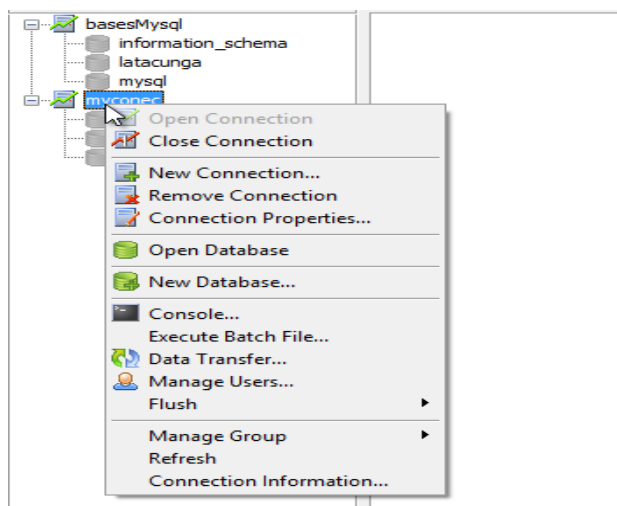 basesMysql
information_schema
latacunga
mysql
myconec
Open Connection
Close Connection
New Connection...
Remove Connection
Connection Properties...
Open Database
New Database...
Console...
Execute Batch File...
Data Transfer...
Manage Users...
Flush
Manage Group
Refresh
Connection Information...